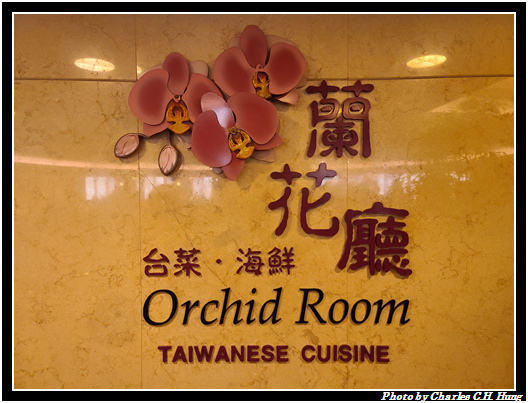 蘭花廳
台菜·海鮮
Orchid Room
TAIWANESE CUISINE
Photo by Charles C.H. Hung